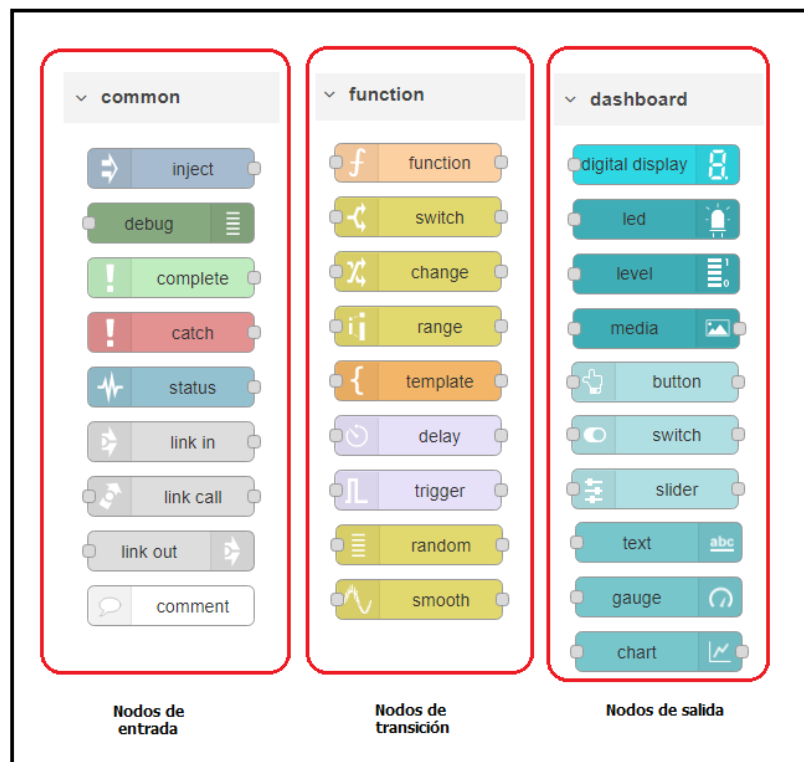 common
inject
debug
complete
catch
status
link in
link call
link out
comment
Nodos de
entrada
function
function
switch
change
range
template
delay
trigger
random
smooth
Nodos de
transición
dashboard
digital display
led
level
1
0
media
button
switch
slider
text
abc
gauge
chart
Nodos de salida